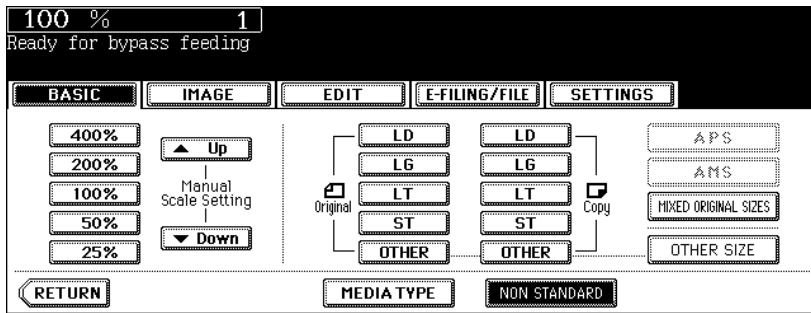 100 % 1
Ready for bypass feeding
BASIC IMAGE EDIT E-FILING/FILE SETTINGS
400%
200%
100%
50%
25%
Up
Manual
Scale Setting
Down
Original
LD
LG
LT
ST
OTHER
LD
LG
LT
ST
OTHER
Copy
APS
AMS
MIXED ORIGINAL SIZES
OTHER SIZE
RETURN MEDIA TYPE NON STANDARD